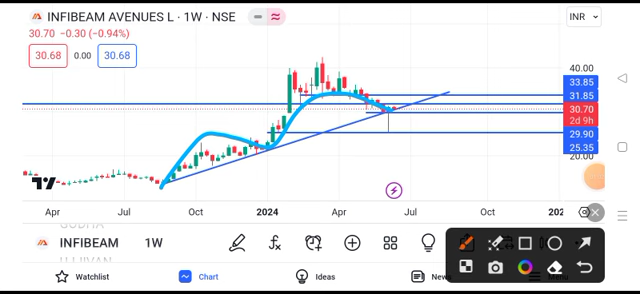 INFIBEAM AVENUES L · 1W · NSE
INR
30.70 −0.30 (−0.94%)
30.68 0.00 30.68
40.00
33.85
31.85
30.70
2d 9h
29.90
25.35
20.00
Apr Jul Oct 2024 Apr Jul Oct 202
INFIBEAM 1W
Watchlist Chart Ideas News